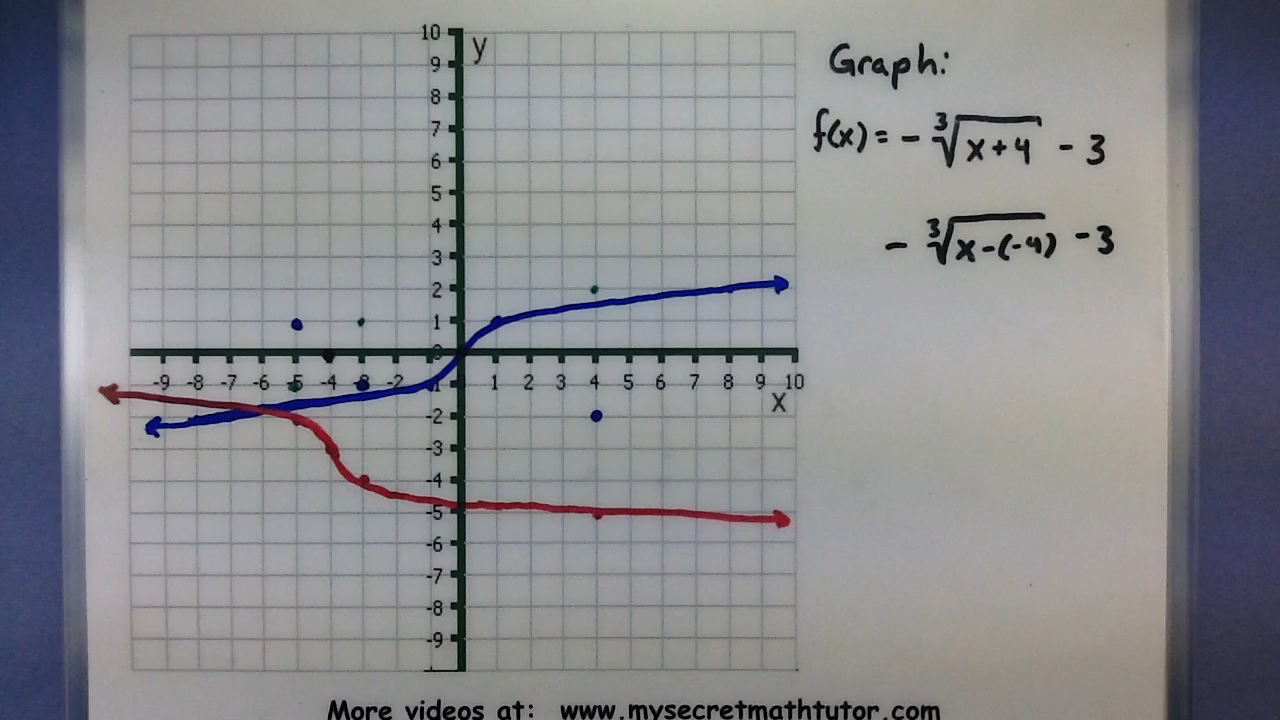 10
y
9
8
7
6
5
4
3
2
1
0
-9 -8 -7 -6 -5 -4 -3 -2 -1 1 2 3 4 5 6 7 8 9 10
x
-2
-3
-4
-5
-6
-7
-8
-9
Graph:
f(x) = - ∛(x+4) - 3
- ∛(x-(-4)) - 3
More videos at: www.mysecretmathtutor.com